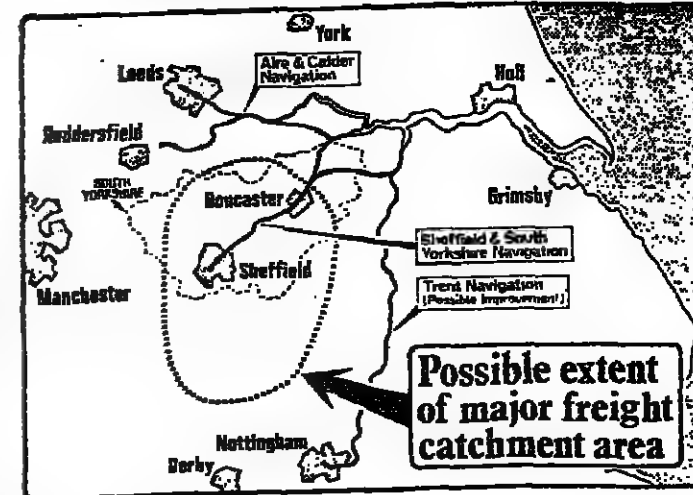 York
Aire & Calder
Navigation
Leeds
Hull
Huddersfield
SOUTH
YORKSHIRE
Doncaster
Grimsby
Sheffield & South
Yorkshire Navigation
Sheffield
Manchester
Trent Navigation
(Possible Improvement)
Possible extent
of major freight
catchment area
Nottingham
Derby